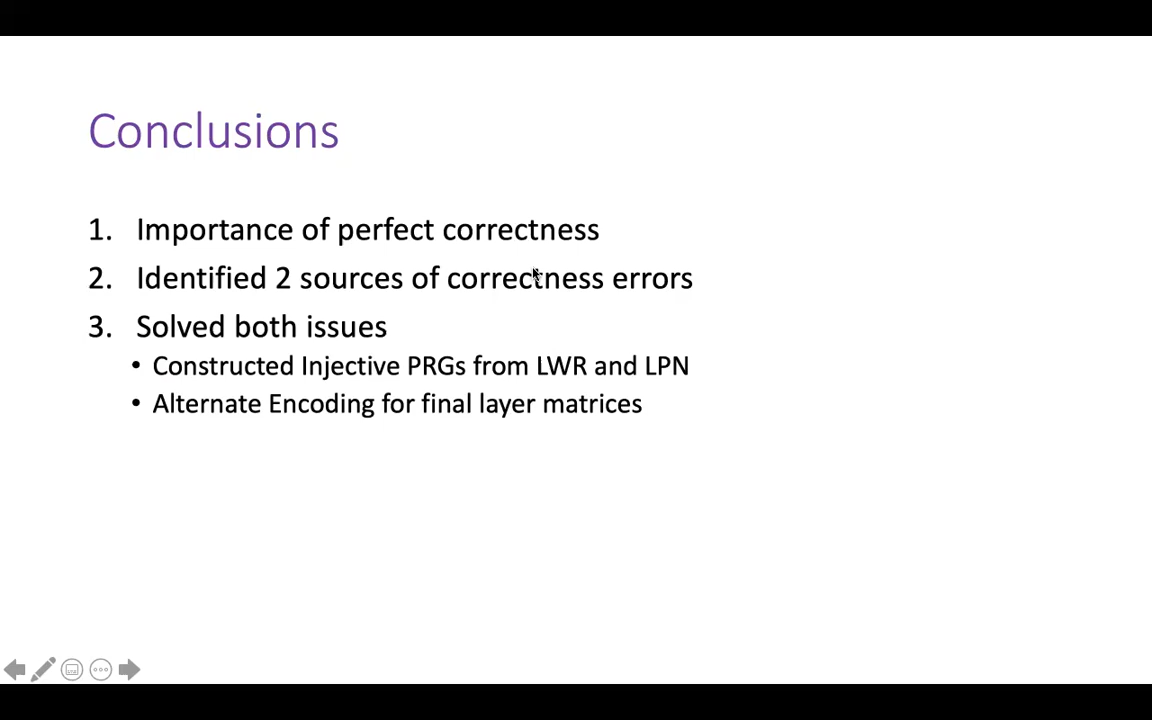 Conclusions
1. Importance of perfect correctness
2. Identified 2 sources of correctness errors
3. Solved both issues
• Constructed Injective PRGs from LWR and LPN
• Alternate Encoding for final layer matrices